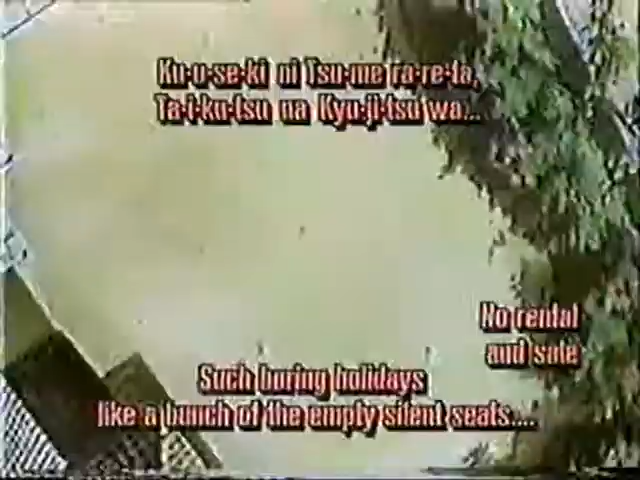 Ku-u-se-ki ni Tsu-me ra-re-ta,
Ta-i-ku-tsu na Kyu-ji-tsu wa...
No rental
and sale
Such boring holidays
like a bunch of the empty silent seats....